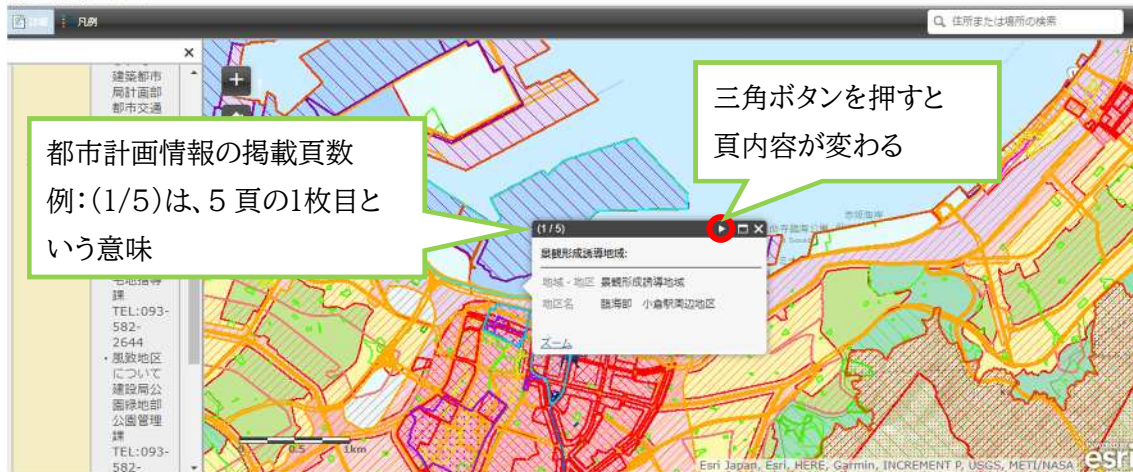 詳細
凡例
住所または場所の検索
建築都市
局計画部
都市交通
都市計画情報の掲載頁数
例:(1/5)は、5 頁の1枚目と
いう意味
三角ボタンを押すと
頁内容が変わる
(1 / 5)
景観形成誘導地域:
地域・地区 景観形成誘導地域
地区名 臨海部 小倉駅周辺地区
ズーム
宅地指導
課
TEL:093-
582-
2644
・風致地区
について
建設局公
園緑地部
公園管理
課
TEL:093-
582-
0 0.5 1km
Esri Japan, Esri, HERE, Garmin, INCREMENT P, USGS, METI/NASA
esri